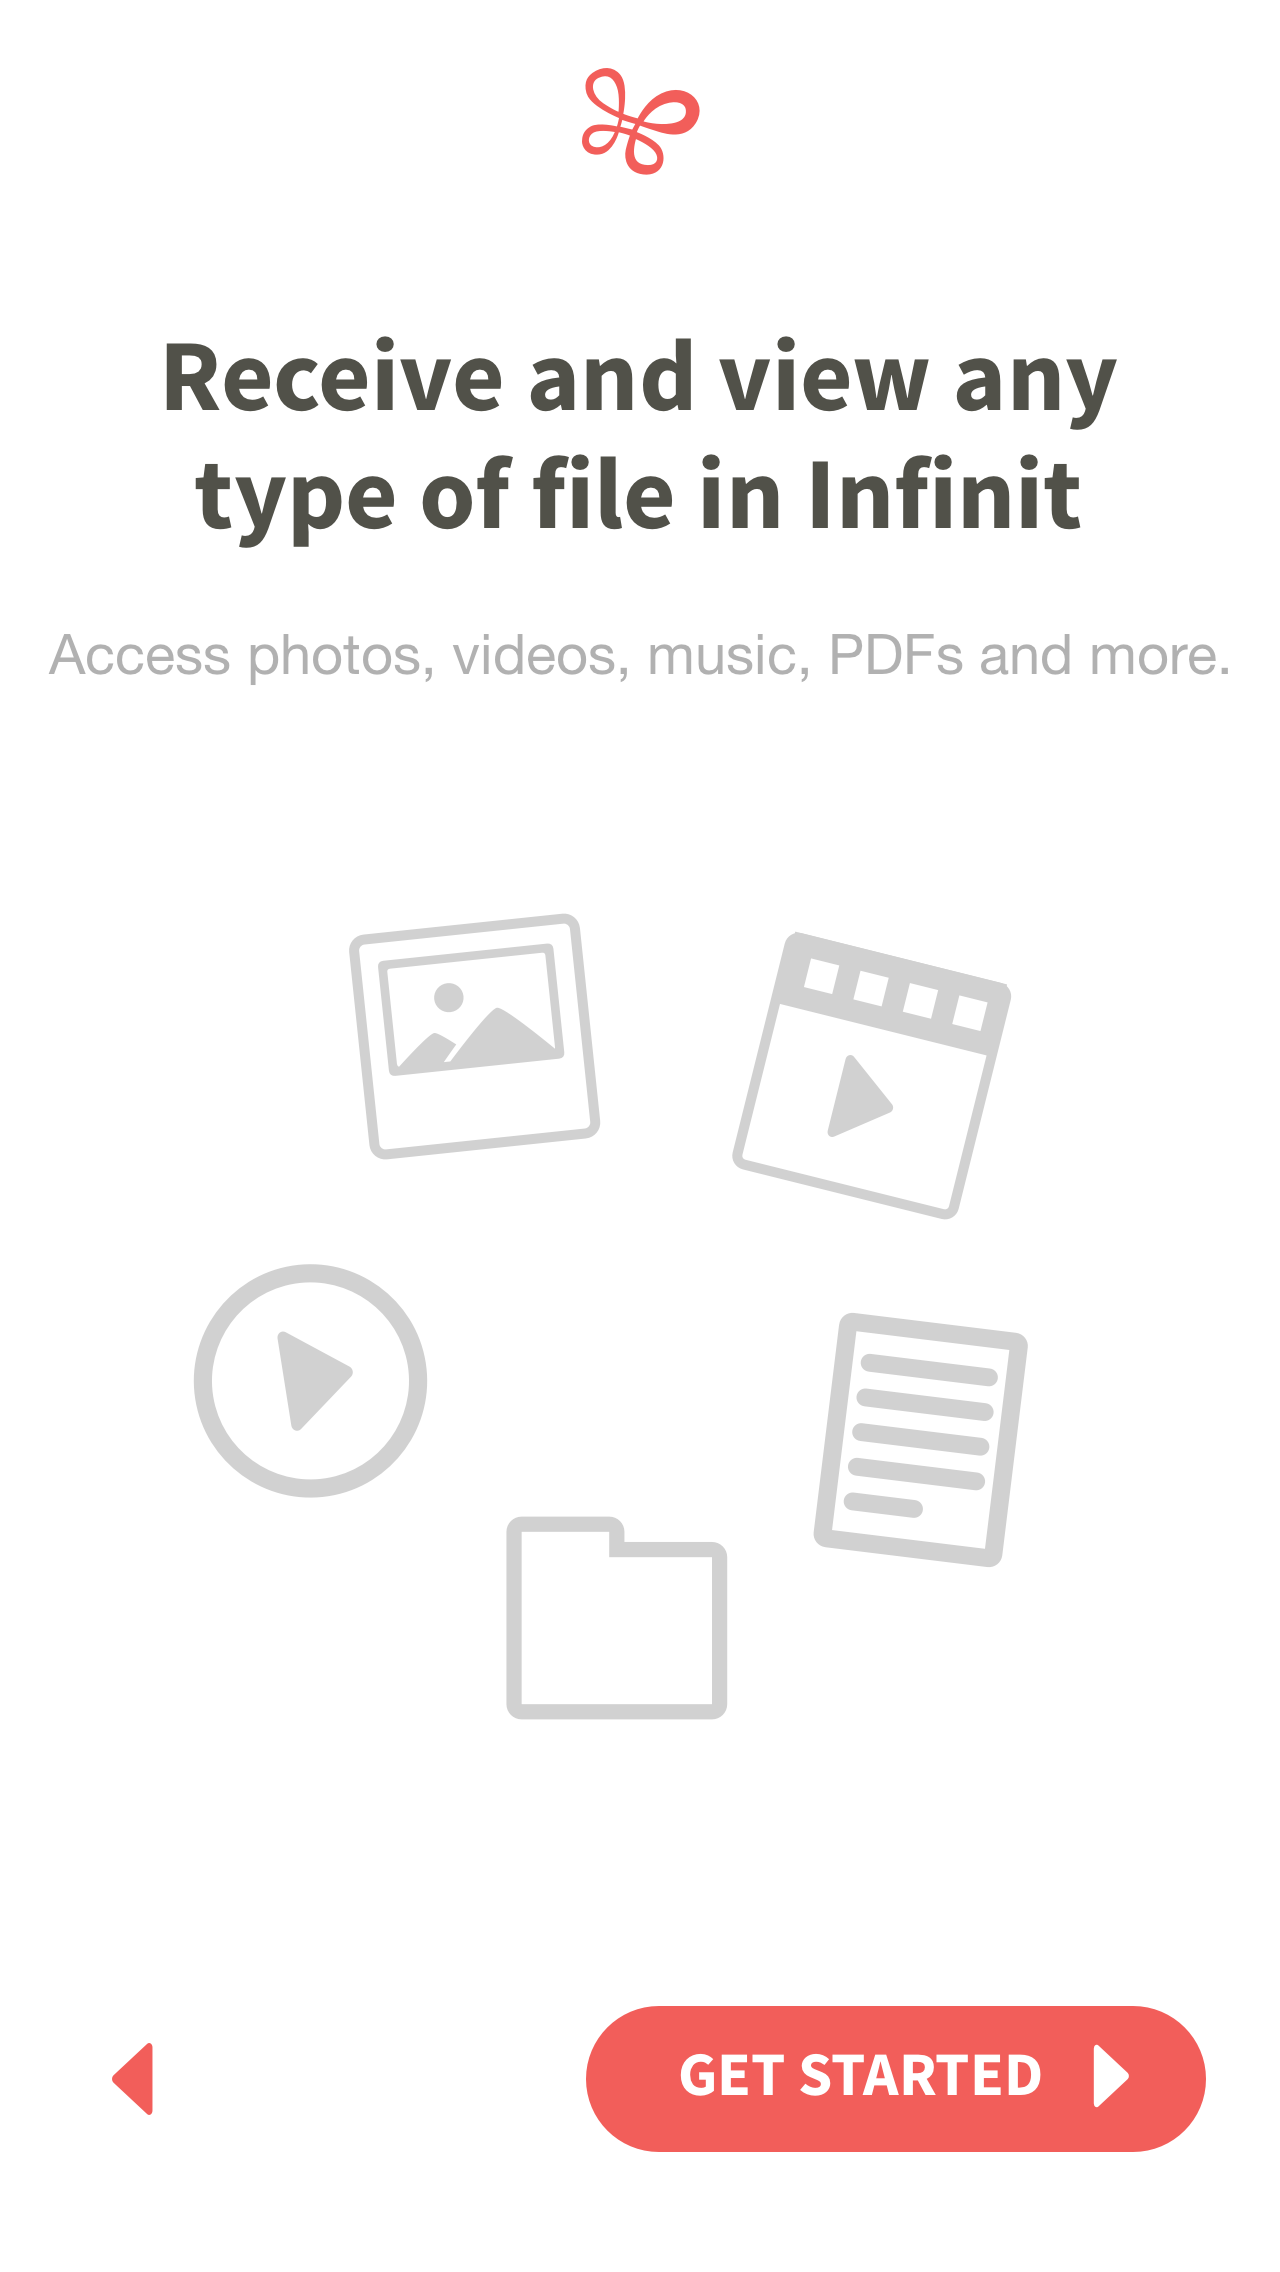 Receive and view any
type of file in Infinit
Access photos, videos, music, PDFs and more.
GET STARTED